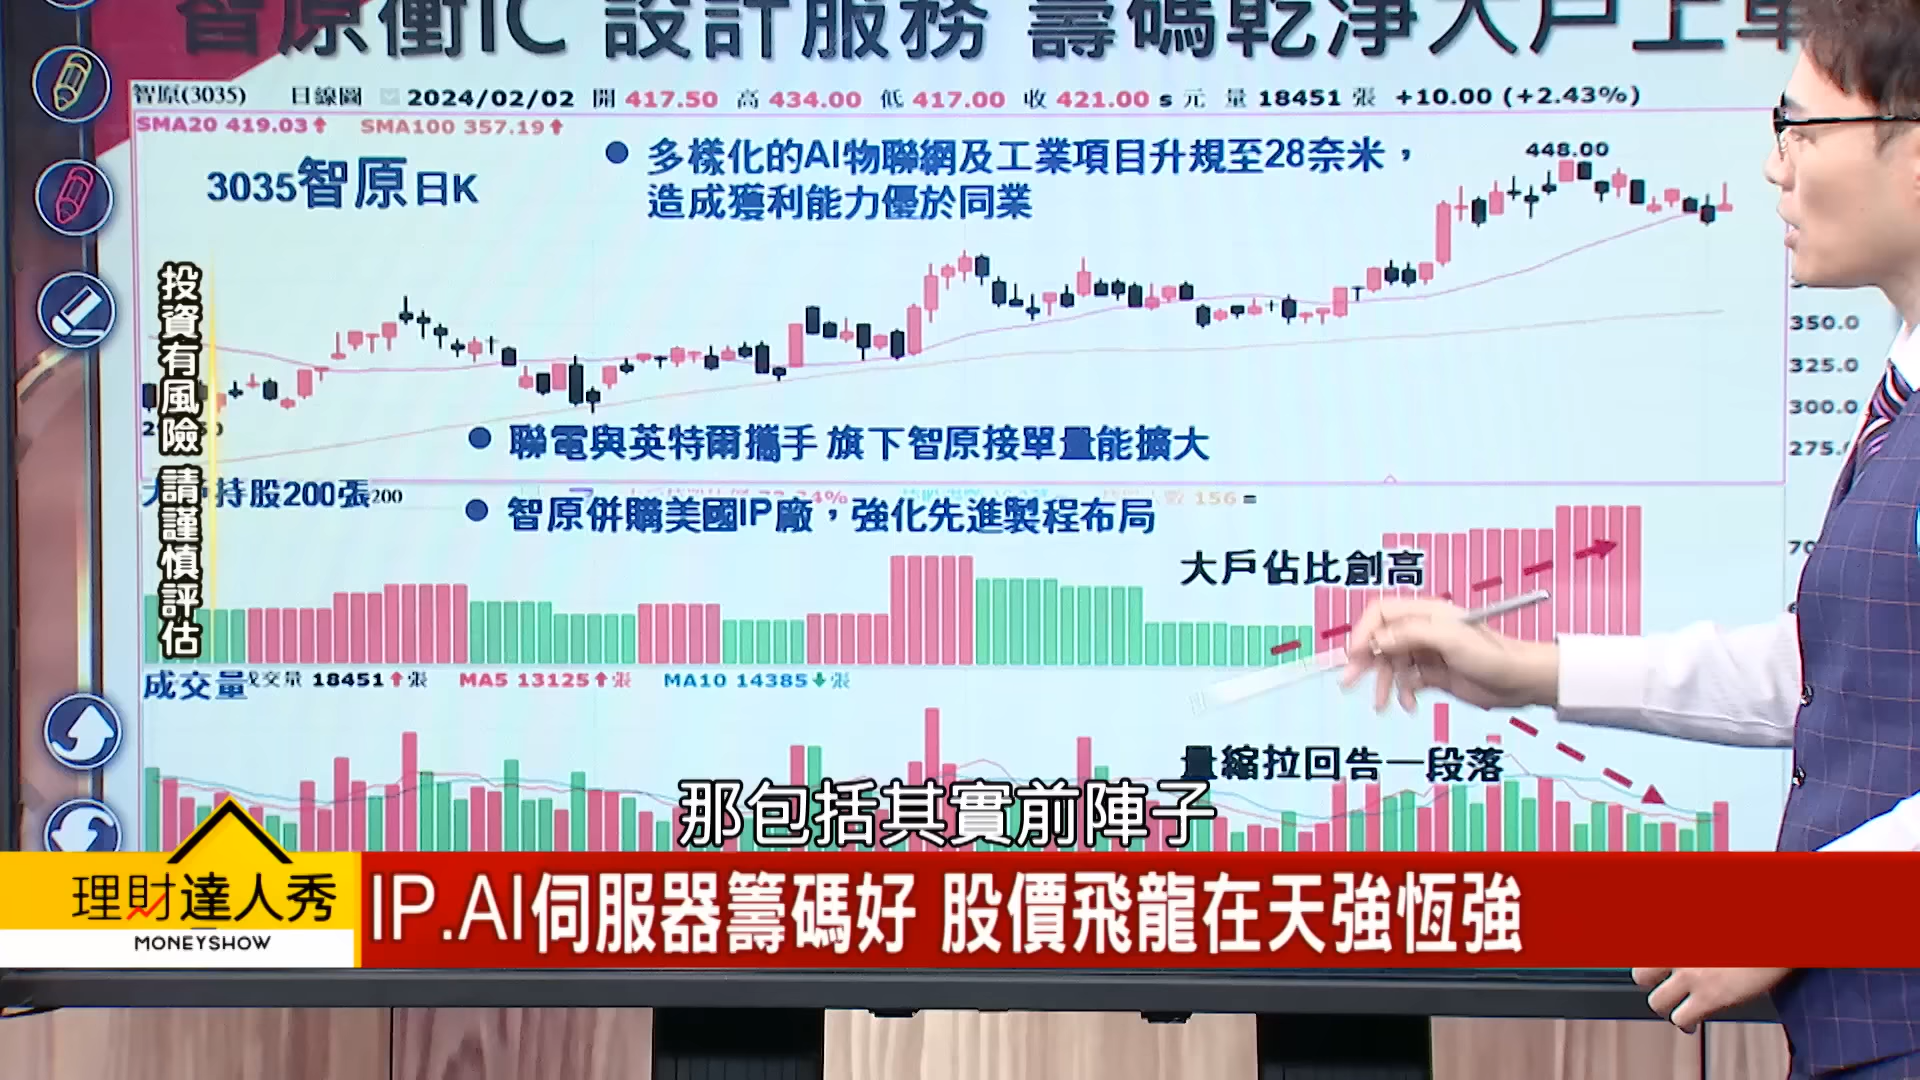 智原衝IC 設計服務 籌碼乾淨大戶上車
智原(3035) 日線圖 2024/02/02 開 417.50 高 434.00 低 417.00 收 421.00 s 元 量 18451 張 +10.00 (+2.43%)
SMA20 419.03↑ SMA100 357.19↑
3035智原日K
● 多樣化的AI物聯網及工業項目升規至28奈米，
造成獲利能力優於同業
448.00
350.0
325.0
300.0
275.
● 聯電與英特爾攜手 旗下智原接單量能擴大
持股200張200
156
● 智原併購美國IP廠，強化先進製程布局
大戶佔比創高
70
成交量 成交量 18451↑張 MA5 13125↑張 MA10 14385↓張
量縮拉回告一段落
投資有風險 請謹慎評估
那包括其實前陣子
理財達人秀
MONEYSHOW
IP.AI伺服器籌碼好 股價飛龍在天強恆強